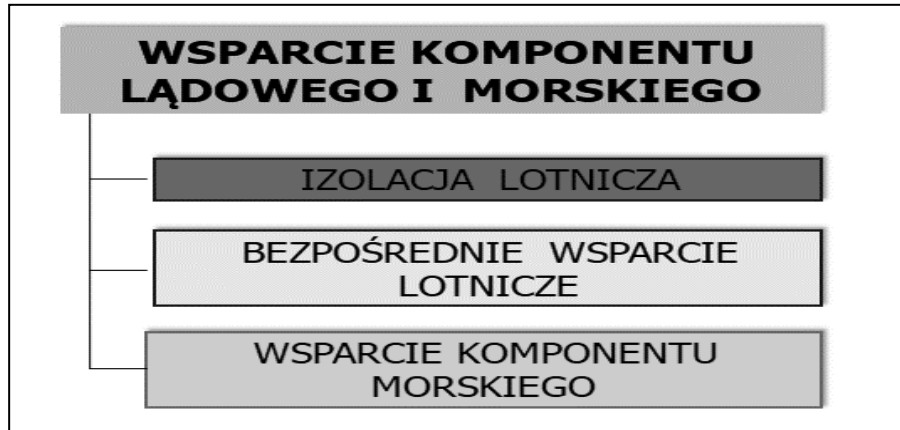 WSPARCIE KOMPONENTU
LĄDOWEGO I MORSKIEGO
IZOLACJA LOTNICZA
BEZPOŚREDNIE WSPARCIE
LOTNICZE
WSPARCIE KOMPONENTU
MORSKIEGO